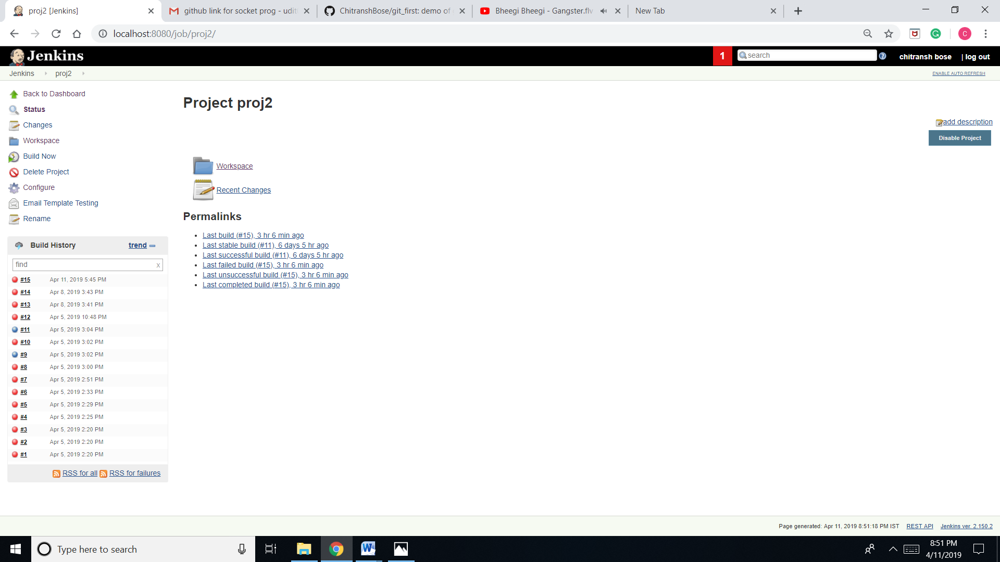 proj2 [Jenkins]
github link for socket prog - udit
ChitranshBose/git_first: demo of
Bheegi Bheegi - Gangster.flv
New Tab
localhost:8080/job/proj2/
C
Jenkins
1
search
chitransh bose
| log out
Jenkins
proj2
ENABLE AUTO REFRESH
Back to Dashboard
Status
Changes
Workspace
Build Now
Delete Project
Configure
Email Template Testing
Rename
Build History
trend
find
x
#15 Apr 11, 2019 5:45 PM
#14 Apr 8, 2019 3:43 PM
#13 Apr 8, 2019 3:41 PM
#12 Apr 5, 2019 10:48 PM
#11 Apr 5, 2019 3:04 PM
#10 Apr 5, 2019 3:02 PM
#9 Apr 5, 2019 3:02 PM
#8 Apr 5, 2019 3:00 PM
#7 Apr 5, 2019 2:51 PM
#6 Apr 5, 2019 2:33 PM
#5 Apr 5, 2019 2:29 PM
#4 Apr 5, 2019 2:25 PM
#3 Apr 5, 2019 2:20 PM
#2 Apr 5, 2019 2:20 PM
#1 Apr 5, 2019 2:20 PM
RSS for all
RSS for failures
Project proj2
add description
Disable Project
Workspace
Recent Changes
Permalinks
Last build (#15), 3 hr 6 min ago
Last stable build (#11), 6 days 5 hr ago
Last successful build (#11), 6 days 5 hr ago
Last failed build (#15), 3 hr 6 min ago
Last unsuccessful build (#15), 3 hr 6 min ago
Last completed build (#15), 3 hr 6 min ago
Page generated: Apr 11, 2019 8:51:18 PM IST
REST API
Jenkins ver. 2.150.2
Type here to search
8:51 PM
4/11/2019